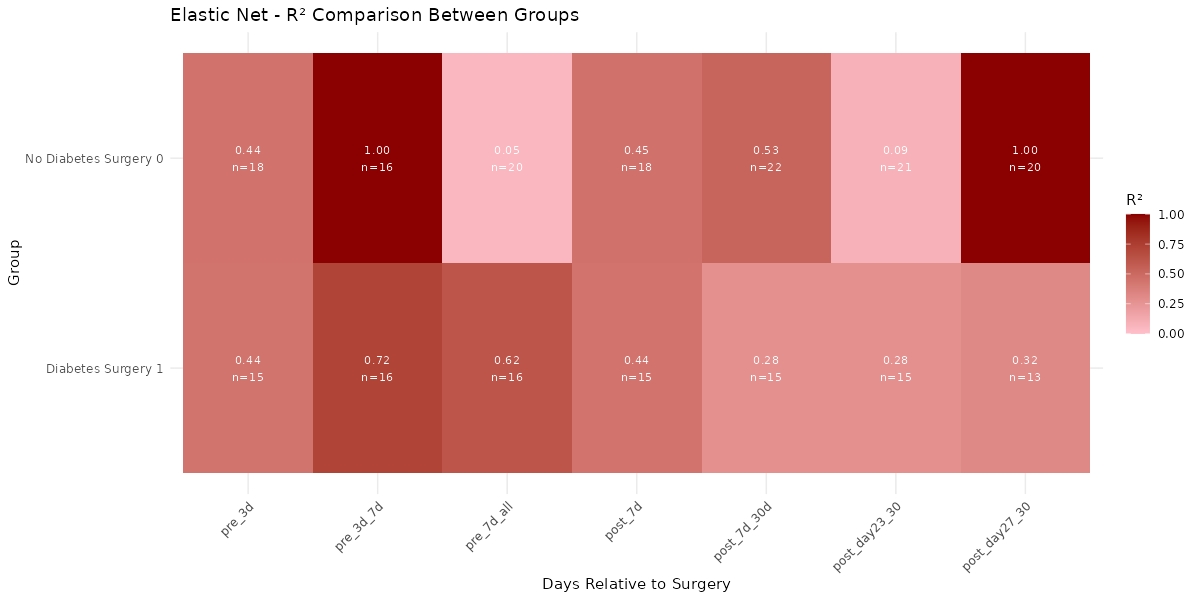 Elastic Net - R² Comparison Between Groups
Group
No Diabetes Surgery 0
0.44
n=18
1.00
n=16
0.05
n=20
0.45
n=18
0.53
n=22
0.09
n=21
1.00
n=20
Diabetes Surgery 1
0.44
n=15
0.72
n=16
0.62
n=16
0.44
n=15
0.28
n=15
0.28
n=15
0.32
n=13
pre_3d
pre_3d_7d
pre_7d_all
post_7d
post_7d_30d
post_day23_30
post_day27_30
Days Relative to Surgery
R²
1.00
0.75
0.50
0.25
0.00